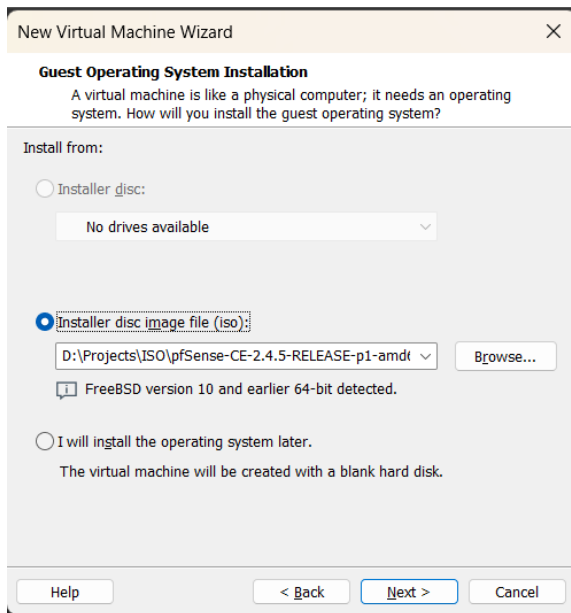 New Virtual Machine Wizard
Guest Operating System Installation
A virtual machine is like a physical computer; it needs an operating
system. How will you install the guest operating system?
Install from:
Installer disc:
No drives available
Installer disc image file (iso):
D:\Projects\ISO\pfSense-CE-2.4.5-RELEASE-p1-amd6
Browse...
FreeBSD version 10 and earlier 64-bit detected.
I will install the operating system later.
The virtual machine will be created with a blank hard disk.
Help
< Back
Next >
Cancel